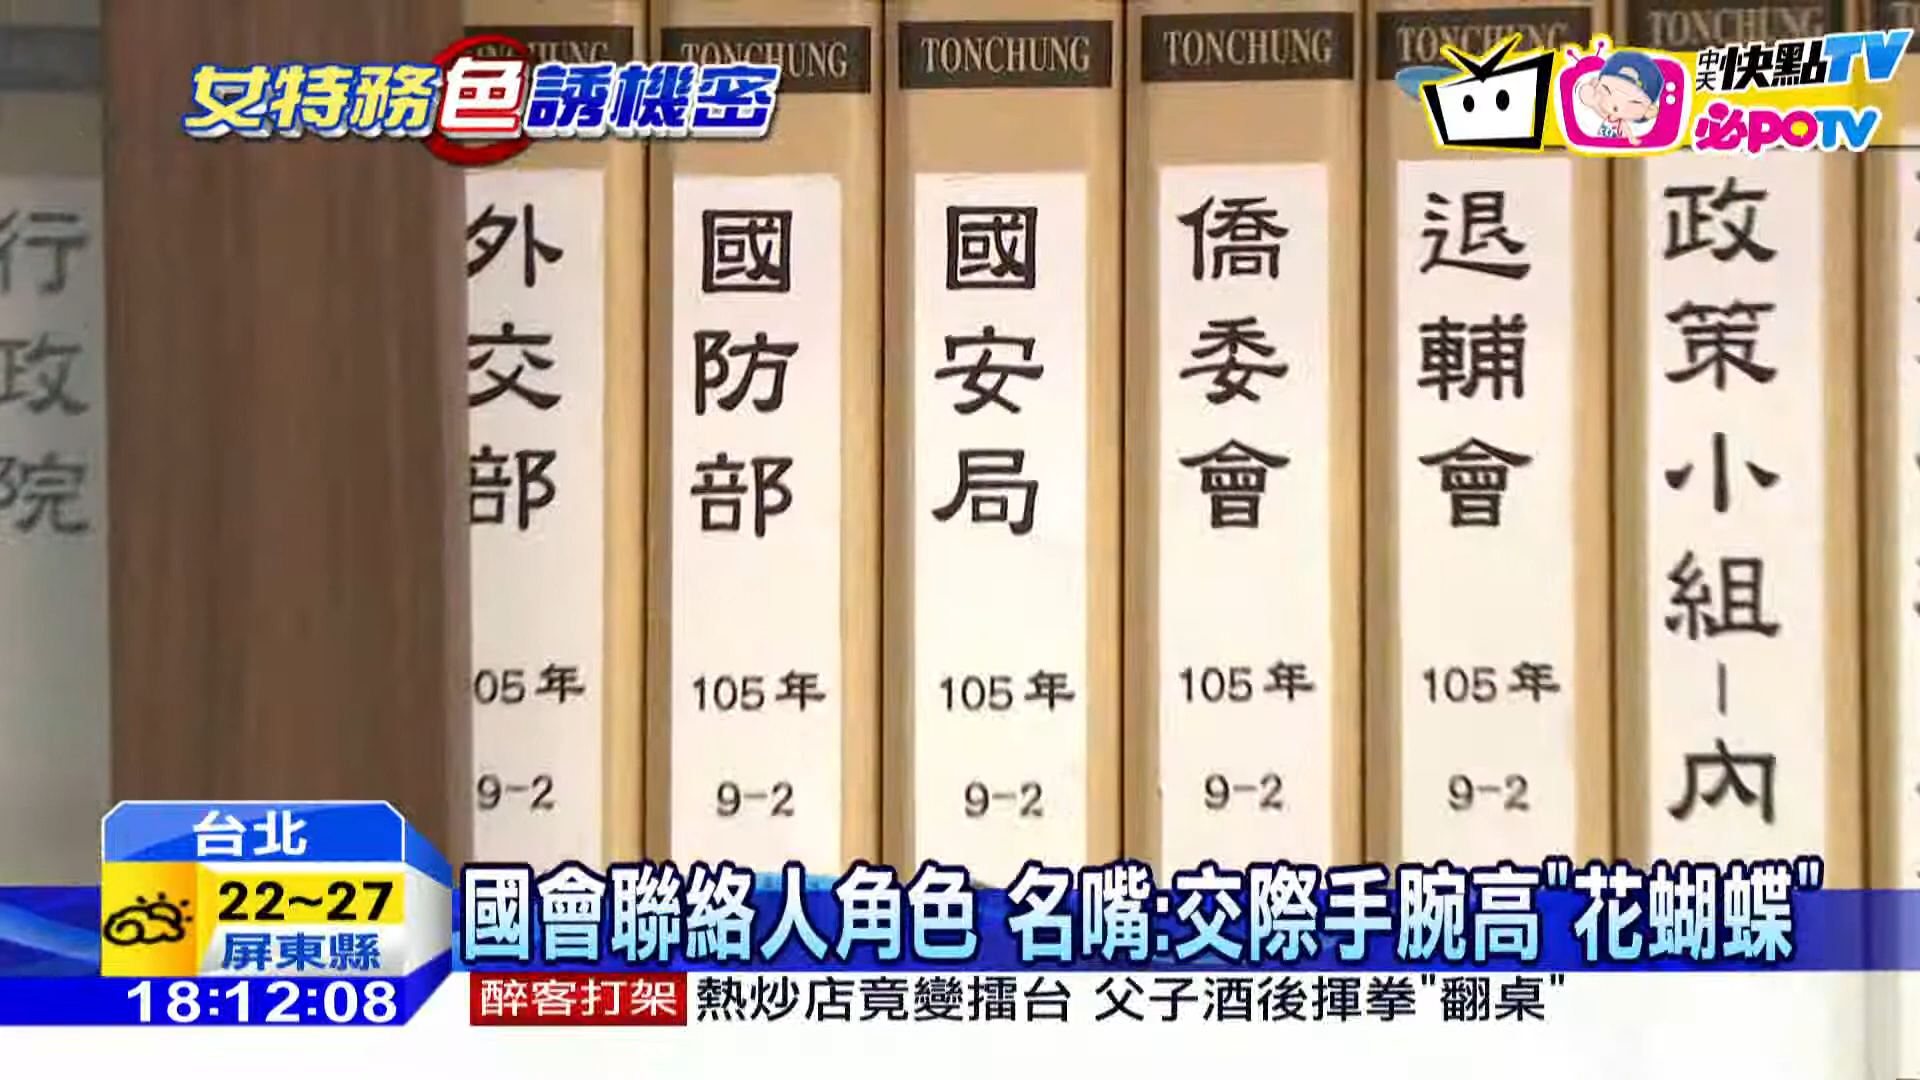 女特務色誘機密
中天快點TV
必POTV
TONCHUNG
TONCHUNG
TONCHUNG
TONCHUNG
TONCHUNG
行政院
外交部
05年
9-2
國防部
105年
9-2
國安局
105年
9-2
僑委會
105年
9-2
退輔會
105年
9-2
政策小組-內
台北
22~27
屏東縣
18:12:08
國會聯絡人角色 名嘴:交際手腕高"花蝴蝶"
醉客打架 熱炒店竟變擂台 父子酒後揮拳"翻桌"